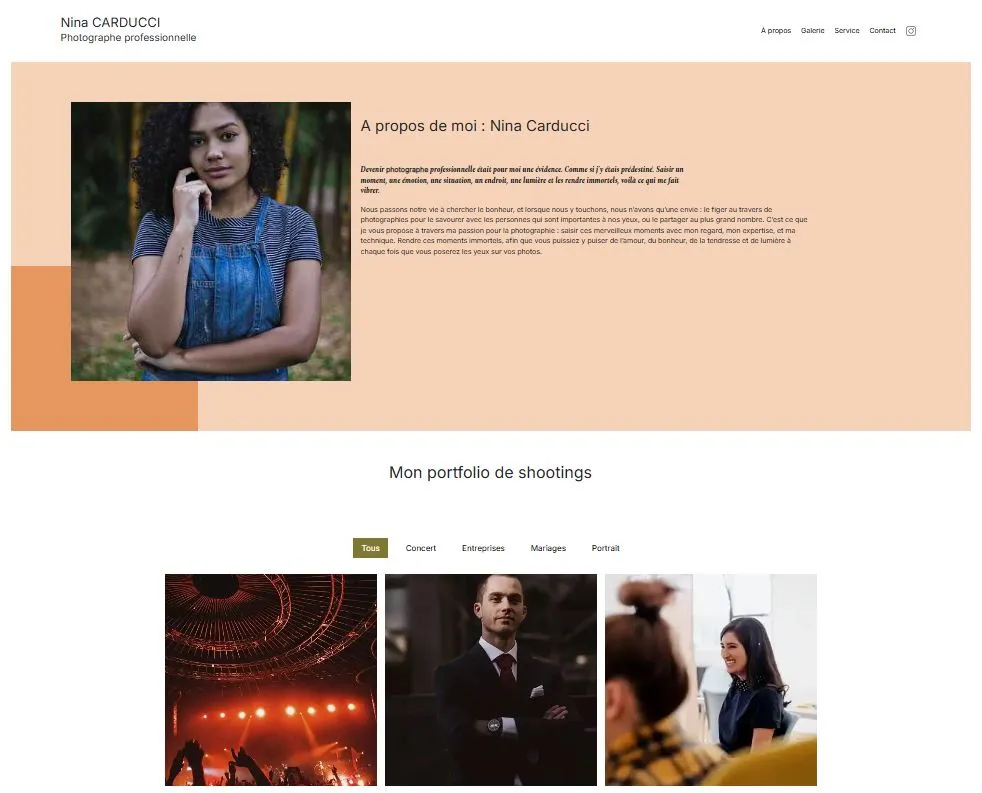 Nina CARDUCCI
Photographe professionnelle
À propos Galerie Service Contact
A propos de moi : Nina Carducci
Devenir photographe professionnelle était pour moi une évidence. Comme si j'y étais prédestiné. Saisir un
moment, une émotion, une situation, un endroit, une lumière et les rendre immortels, voilà ce qui me fait
vibrer.
Nous passons notre vie à chercher le bonheur, et lorsque nous y touchons, nous n'avons qu'une envie : le figer au travers de
photographies pour le savourer avec les personnes qui sont importantes à nos yeux, ou le partager au plus grand nombre. C'est ce que
je vous propose à travers ma passion pour la photographie : saisir ces merveilleux moments avec mon regard, mon expertise, et ma
technique. Rendre ces moments immortels, afin que vous puissiez y puiser de l'amour, du bonheur, de la tendresse et de lumière à
chaque fois que vous poserez les yeux sur vos photos.
Mon portfolio de shootings
Tous Concert Entreprises Mariages Portrait